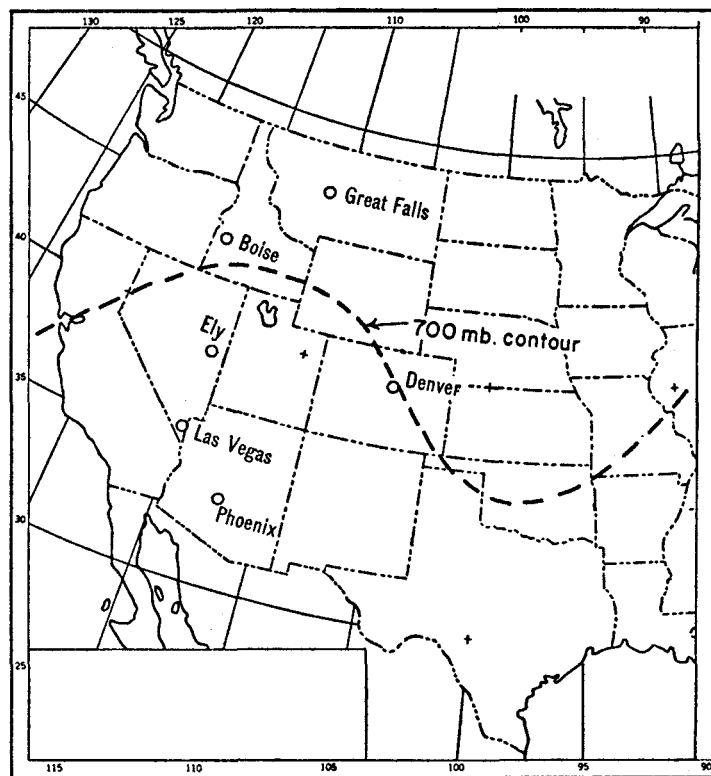 130 125 123 120 115 110 105 100 95 90
45
Great Falls
Boise
40
700 mb. contour
Ely
Denver
35
Las Vegas
Phoenix
30
25
115 110 105 100 95 90